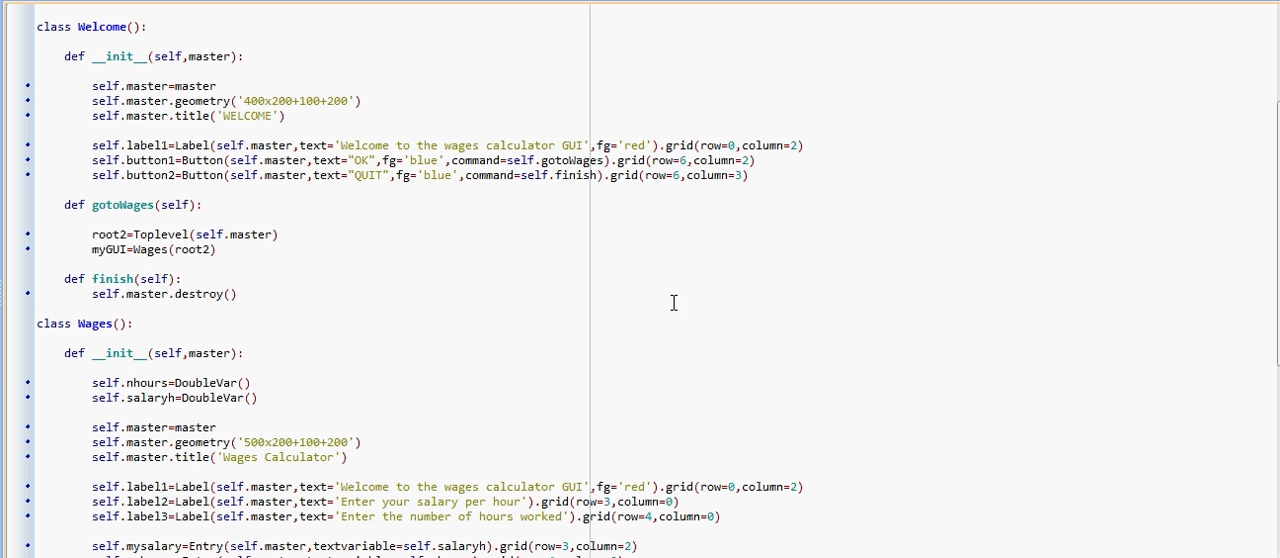 class Welcome():
def __init__(self,master):
self.master=master
self.master.geometry('400x200+100+200')
self.master.title('WELCOME')
self.label1=Label(self.master,text='Welcome to the wages calculator GUI',fg='red').grid(row=0,column=2)
self.button1=Button(self.master,text="OK",fg='blue',command=self.gotoWages).grid(row=6,column=2)
self.button2=Button(self.master,text="QUIT",fg='blue',command=self.finish).grid(row=6,column=3)
def gotoWages(self):
root2=Toplevel(self.master)
myGUI=Wages(root2)
def finish(self):
self.master.destroy()
class Wages():
def __init__(self,master):
self.nhours=DoubleVar()
self.salaryh=DoubleVar()
self.master=master
self.master.geometry('500x200+100+200')
self.master.title('Wages Calculator')
self.label1=Label(self.master,text='Welcome to the wages calculator GUI',fg='red').grid(row=0,column=2)
self.label2=Label(self.master,text='Enter your salary per hour').grid(row=3,column=0)
self.label3=Label(self.master,text='Enter the number of hours worked').grid(row=4,column=0)
self.mysalary=Entry(self.master,textvariable=self.salaryh).grid(row=3,column=2)